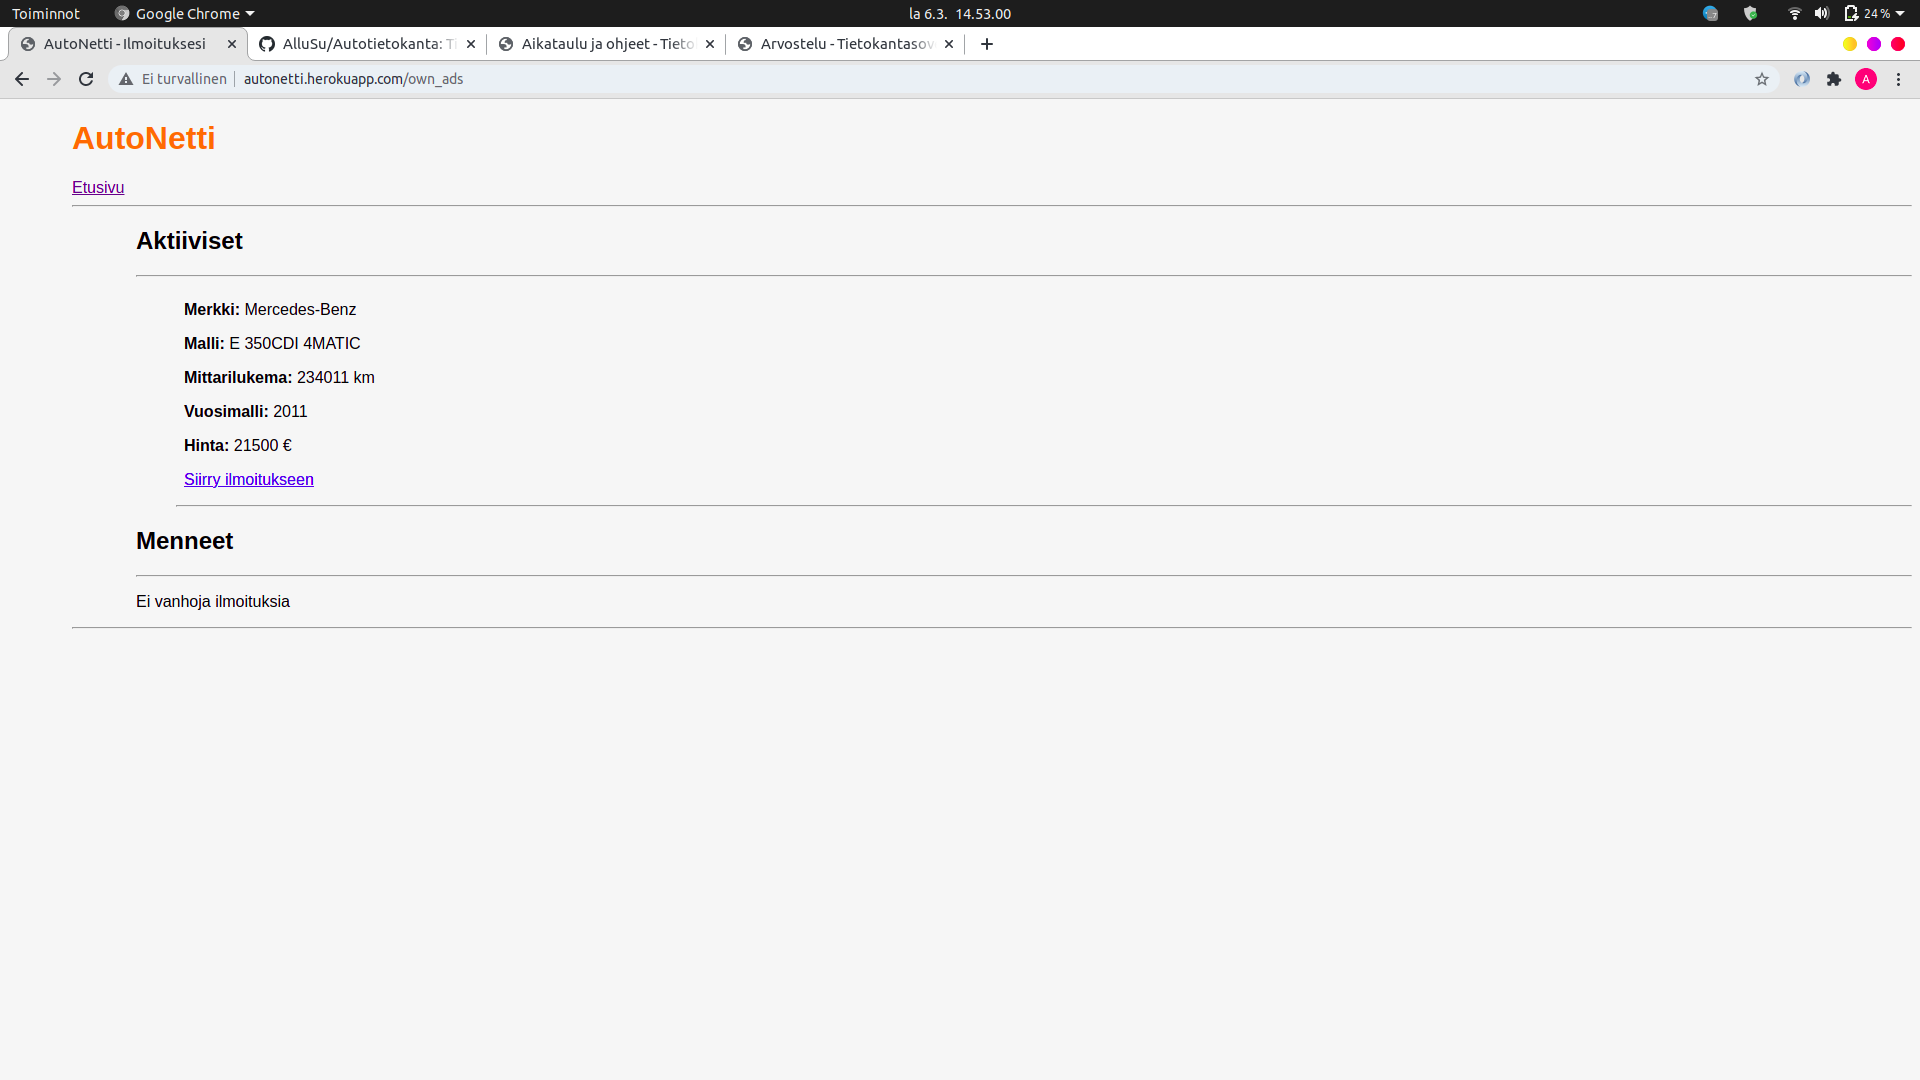 Toiminnot
Google Chrome
la 6.3. 14.53.00
24 %
AutoNetti - Ilmoituksesi
AlluSu/Autotietokanta: T
Aikataulu ja ohjeet - Tieto
Arvostelu - Tietokantasov
Ei turvallinen
autonetti.herokuapp.com/own_ads
A
AutoNetti
Etusivu
Aktiiviset
Merkki: Mercedes-Benz
Malli: E 350CDI 4MATIC
Mittarilukema: 234011 km
Vuosimalli: 2011
Hinta: 21500 €
Siirry ilmoitukseen
Menneet
Ei vanhoja ilmoituksia